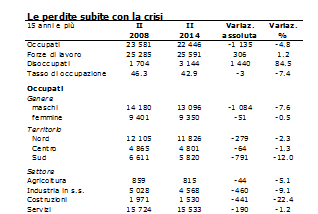 Le perdite subite con la crisi
15 anni e più II II Variaz. Variaz.
2008 2014 assoluta %
Occupati 23 581 22 446 -1 135 -4.8
Forze di lavoro 25 285 25 591 306 1.2
Disoccupati 1 704 3 144 1 440 84.5
Tasso di occupazione 46.3 42.9 -3 -7.4
Occupati
Genere
maschi 14 180 13 096 -1 084 -7.6
femmine 9 401 9 350 -51 -0.5
Territorio
Nord 12 105 11 826 -279 -2.3
Centro 4 865 4 801 -64 -1.3
Sud 6 611 5 820 -791 -12.0
Settore
Agricoltura 859 815 -44 -5.1
Industria in s.s. 5 028 4 568 -460 -9.1
Costruzioni 1 971 1 530 -441 -22.4
Servizi 15 724 15 533 -190 -1.2